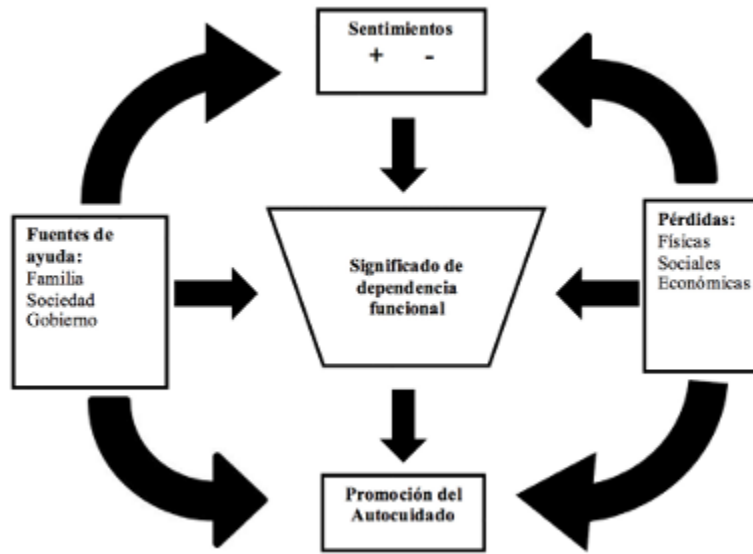 Sentimientos
+ -
Fuentes de
ayuda:
Familia
Sociedad
Gobierno
Significado de
dependencia
funcional
Pérdidas:
Físicas
Sociales
Económicas
Promoción del
Autocuidado